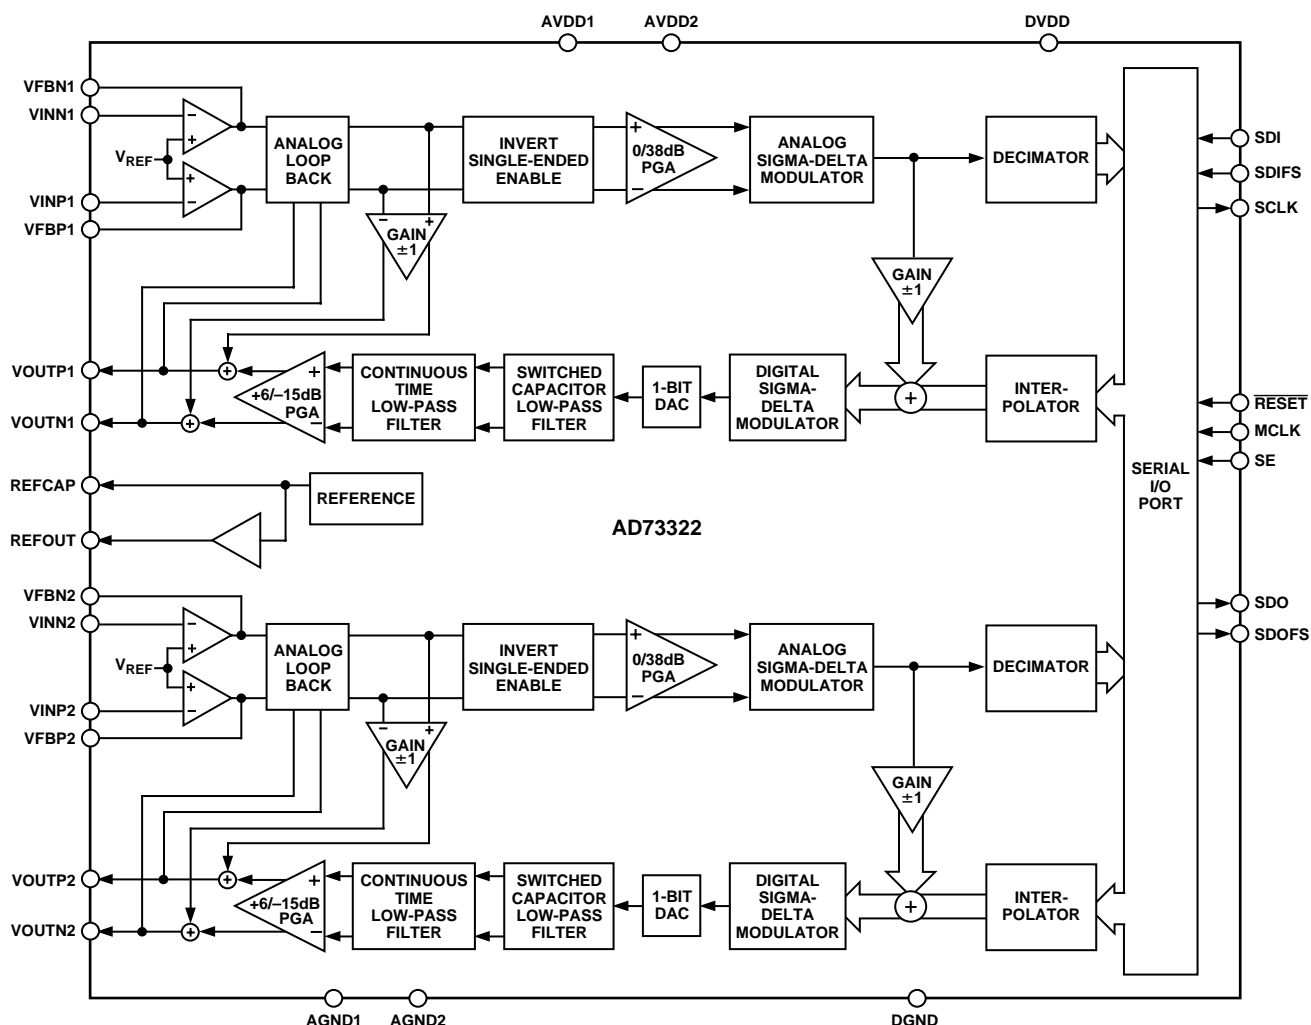 AVDD1
AVDD2
DVDD
VFBN1
VINN1
VREF
VINP1
VFBP1
−
+
+
−
ANALOG
LOOP
BACK
INVERT
SINGLE-ENDED
ENABLE
+
0/38dB
PGA
−
ANALOG
SIGMA-DELTA
MODULATOR
DECIMATOR
SDI
SDIFS
SCLK
−
+
GAIN
±1
GAIN
±1
VOUTP1
VOUTN1
+
+
+
+6/–15dB
PGA
−
CONTINUOUS
TIME
LOW-PASS
FILTER
SWITCHED
CAPACITOR
LOW-PASS
FILTER
1-BIT
DAC
DIGITAL
SIGMA-
DELTA
MODULATOR
+
INTER-
POLATOR
RESET
MCLK
SE
SERIAL
I/O
PORT
REFCAP
REFOUT
REFERENCE
AD73322
VFBN2
VINN2
VREF
VINP2
VFBP2
−
+
+
−
ANALOG
LOOP
BACK
INVERT
SINGLE-ENDED
ENABLE
+
0/38dB
PGA
−
ANALOG
SIGMA-DELTA
MODULATOR
DECIMATOR
SDO
SDOFS
−
+
GAIN
±1
GAIN
±1
VOUTP2
VOUTN2
+
+
+
+6/–15dB
PGA
−
CONTINUOUS
TIME
LOW-PASS
FILTER
SWITCHED
CAPACITOR
LOW-PASS
FILTER
1-BIT
DAC
DIGITAL
SIGMA-
DELTA
MODULATOR
+
INTER-
POLATOR
AGND1
AGND2
DGND